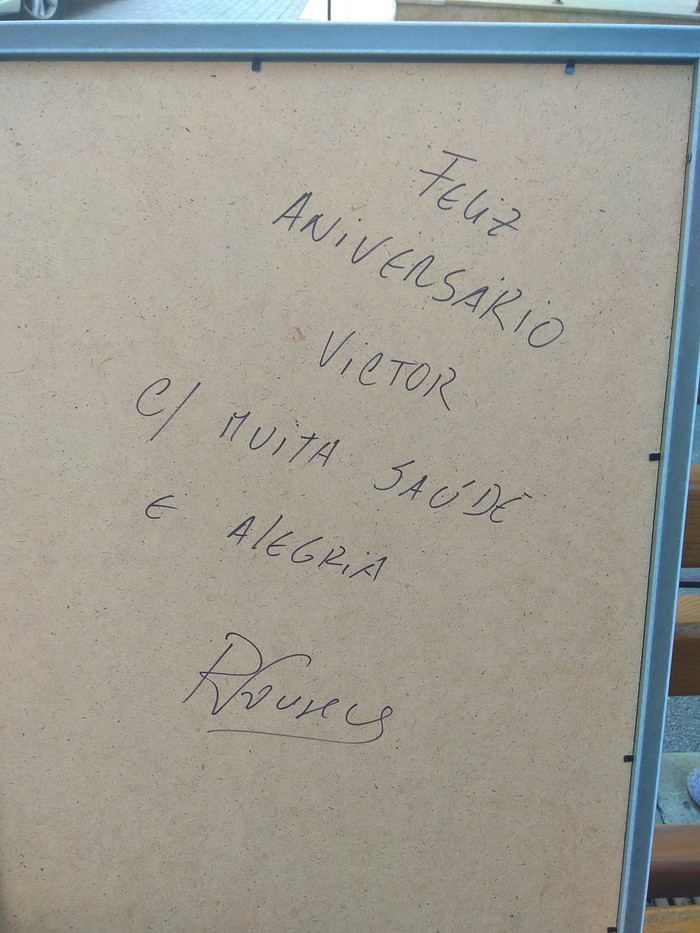 FELIZ
ANIVERSÁRIO
VICTOR
C/ MUITA SAÚDE
E ALEGRIA